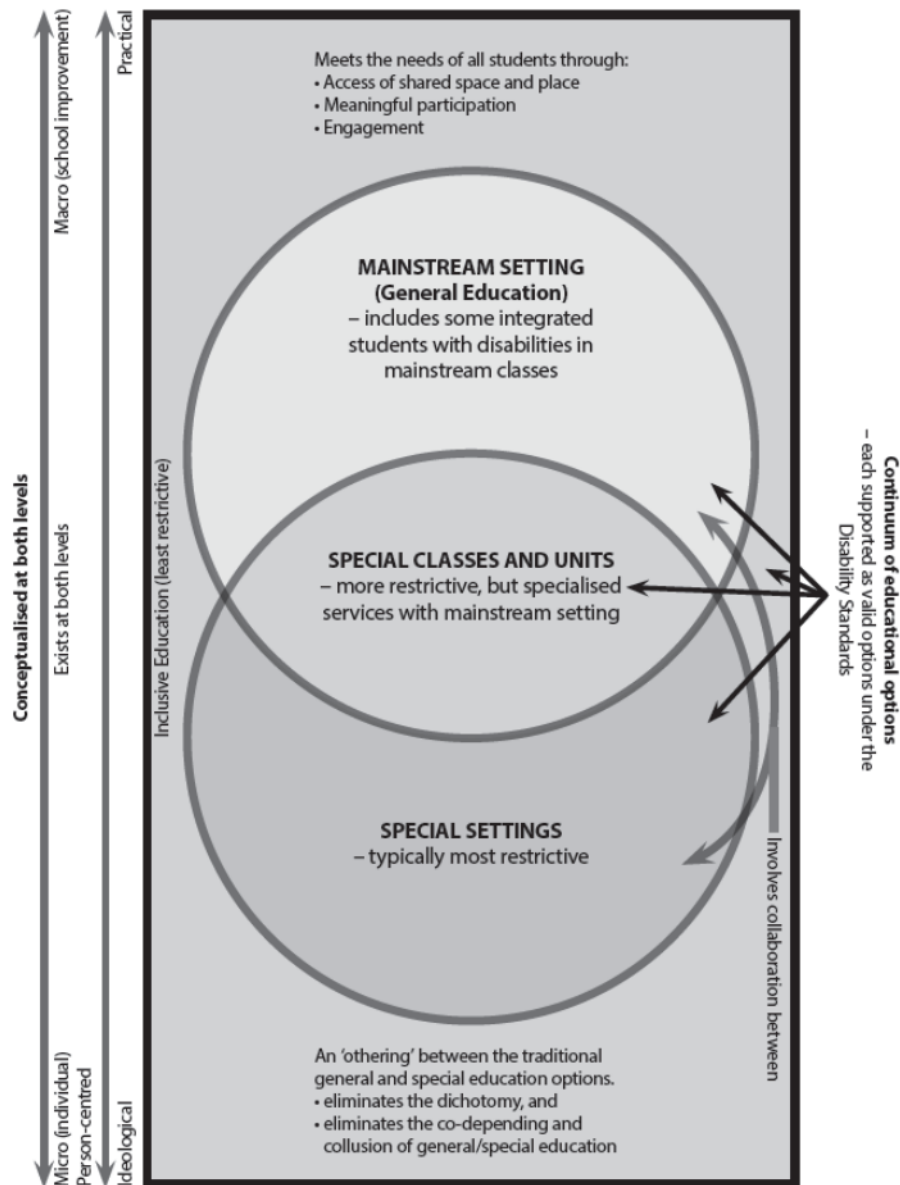 Meets the needs of all students through:
• Access of shared space and place
• Meaningful participation
• Engagement
MAINSTREAM SETTING
(General Education)
– includes some integrated
students with disabilities in
mainstream classes
SPECIAL CLASSES AND UNITS
– more restrictive, but specialised
services with mainstream setting
SPECIAL SETTINGS
– typically most restrictive
An ‘othering’ between the traditional
general and special education options.
• eliminates the dichotomy, and
• eliminates the co-depending and
collusion of general/special education
Conceptualised at both levels
Macro (school improvement)
Exists at both levels
Micro (individual)
Person-centred
Practical
Ideological
Inclusive Education (least restrictive)
Continuum of educational options
– each supported as valid options under the
Disability Standards
Involves collaboration between